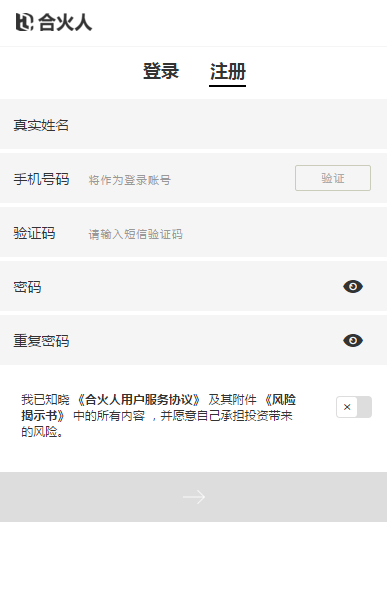 合火人
登录 注册
真实姓名
手机号码 将作为登录账号 验证
验证码 请输入短信验证码
密码
重复密码
我已知晓《合火人用户服务协议》及其附件《风险
揭示书》中的所有内容，并愿意自己承担投资带来
的风险。